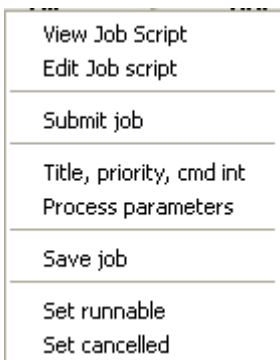 View Job Script
Edit Job script
Submit job
Title, priority, cmd int
Process parameters
Save job
Set runnable
Set cancelled